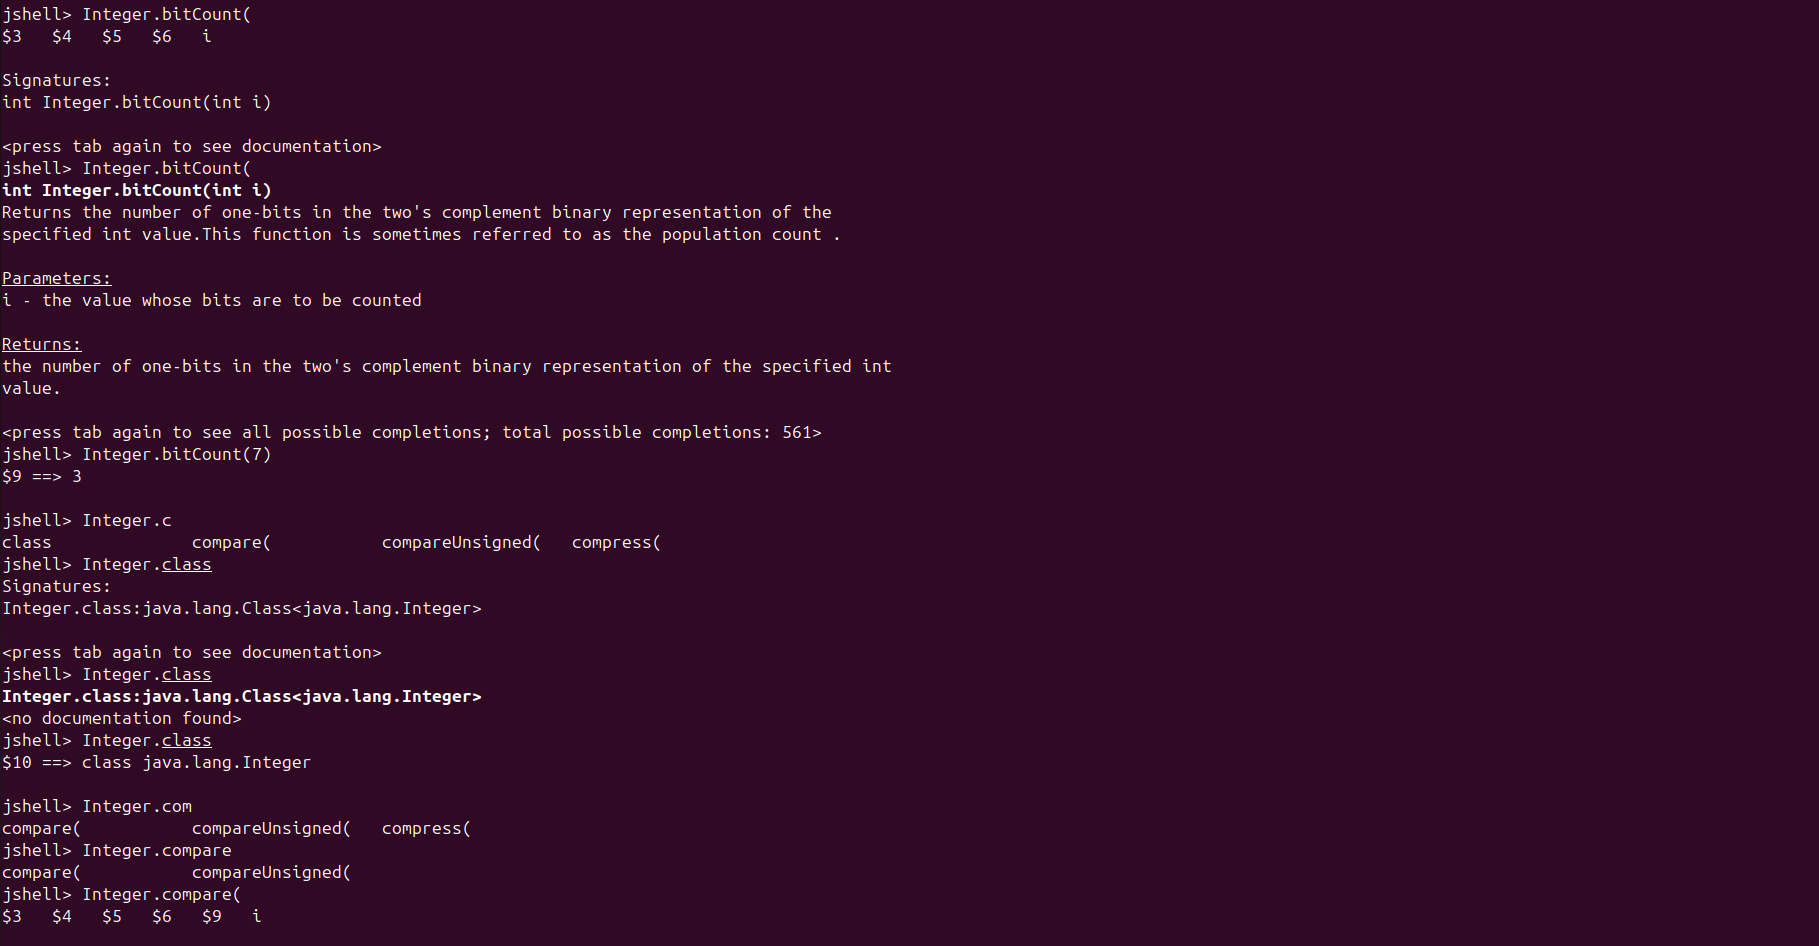 jshell> Integer.bitCount(
$3   $4   $5   $6   i

Signatures:
int Integer.bitCount(int i)

<press tab again to see documentation>
jshell> Integer.bitCount(
int Integer.bitCount(int i)
Returns the number of one-bits in the two's complement binary representation of the
specified int value.This function is sometimes referred to as the population count .

Parameters:
i - the value whose bits are to be counted

Returns:
the number of one-bits in the two's complement binary representation of the specified int
value.

<press tab again to see all possible completions; total possible completions: 561>
jshell> Integer.bitCount(7)
$9 ==> 3

jshell> Integer.c
class              compare(           compareUnsigned(   compress(
jshell> Integer.class
Signatures:
Integer.class:java.lang.Class<java.lang.Integer>

<press tab again to see documentation>
jshell> Integer.class
Integer.class:java.lang.Class<java.lang.Integer>
<no documentation found>
jshell> Integer.class
$10 ==> class java.lang.Integer

jshell> Integer.com
compare(           compareUnsigned(   compress(
jshell> Integer.compare
compare(           compareUnsigned(
jshell> Integer.compare(
$3   $4   $5   $6   $9   i